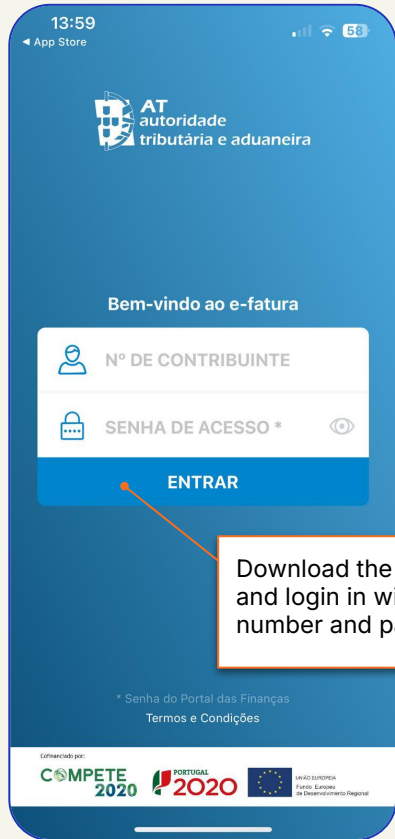 13:59
58
◀ App Store
AT
autoridade
tributária e aduaneira
Bem-vindo ao e-fatura
Nº DE CONTRIBUINTE
SENHA DE ACESSO *
ENTRAR
Download the
and login in wi
number and pa
* Senha do Portal das Finanças
Termos e Condições
Cofinanciado por:
COMPETE
2020
PORTUGAL
2020
UNIÃO EUROPEIA
Fundo Europeu
de Desenvolvimento Regional